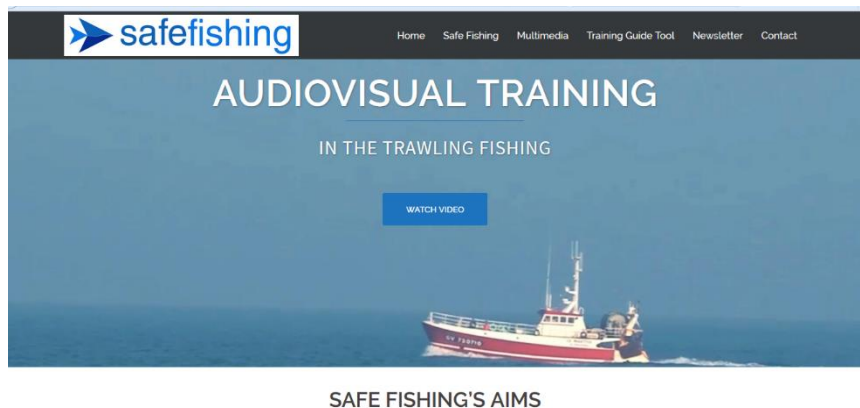 safefishing
Home Safe Fishing Multimedia Training Guide Tool Newsletter Contact
AUDIOVISUAL TRAINING
IN THE TRAWLING FISHING
WATCH VIDEO
SAFE FISHING'S AIMS